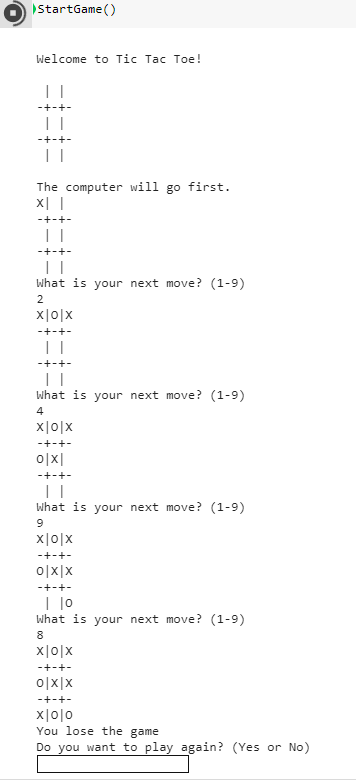 StartGame()
Welcome to Tic Tac Toe!
 | |
-+-+-
 | |
-+-+-
 | |
The computer will go first.
X| |
-+-+-
 | |
-+-+-
 | |
What is your next move? (1-9)
2
X|O|X
-+-+-
 | |
-+-+-
 | |
What is your next move? (1-9)
4
X|O|X
-+-+-
O|X|
-+-+-
 | |
What is your next move? (1-9)
9
X|O|X
-+-+-
O|X|X
-+-+-
 | |O
What is your next move? (1-9)
8
X|O|X
-+-+-
O|X|X
-+-+-
X|O|O
You lose the game
Do you want to play again? (Yes or No)